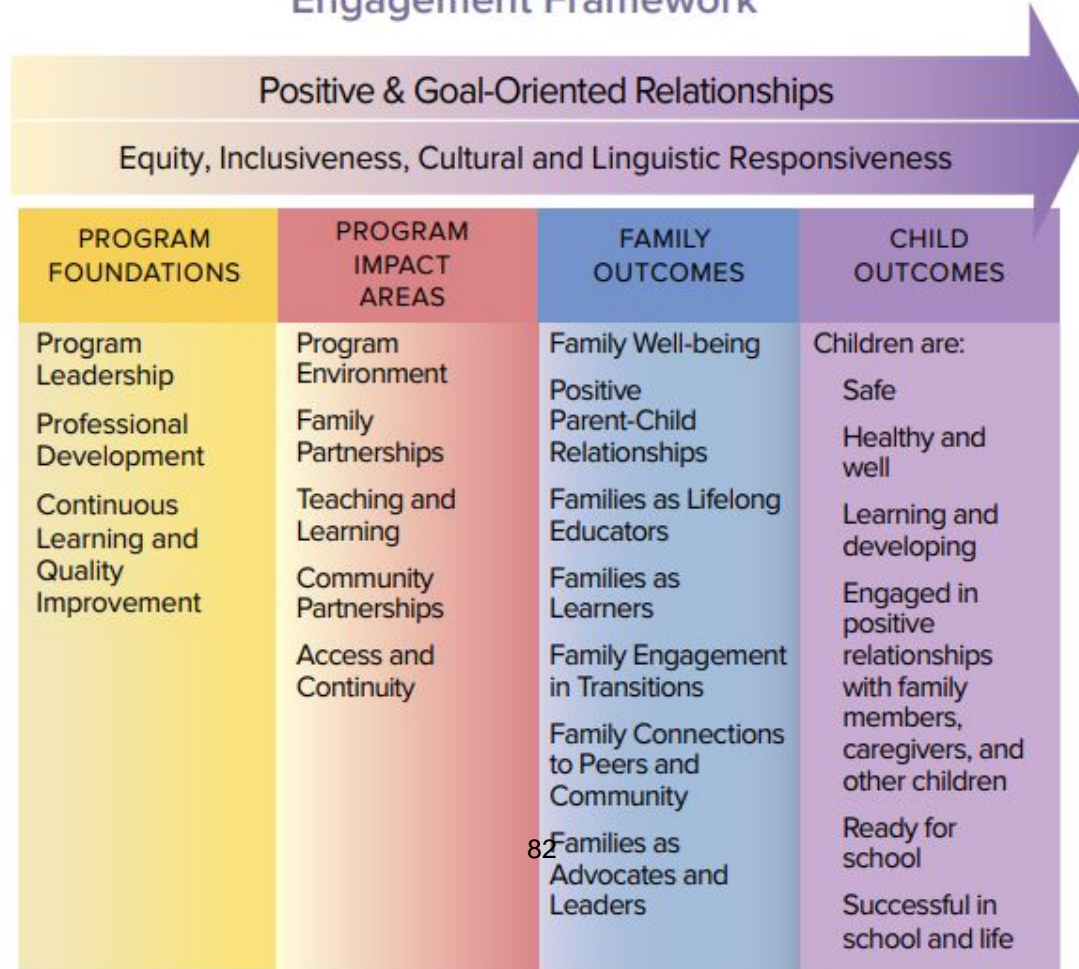 Engagement Framework
Positive & Goal-Oriented Relationships
Equity, Inclusiveness, Cultural and Linguistic Responsiveness
PROGRAM
FOUNDATIONS
Program
Leadership
Professional
Development
Continuous
Learning and
Quality
Improvement
PROGRAM
IMPACT
AREAS
Program
Environment
Family
Partnerships
Teaching and
Learning
Community
Partnerships
Access and
Continuity
FAMILY
OUTCOMES
Family Well-being
Positive
Parent-Child
Relationships
Families as Lifelong
Educators
Families as
Learners
Family Engagement
in Transitions
Family Connections
to Peers and
Community
Families as
Advocates and
Leaders
CHILD
OUTCOMES
Children are:
Safe
Healthy and
well
Learning and
developing
Engaged in
positive
relationships
with family
members,
caregivers, and
other children
Ready for
school
Successful in
school and life
82